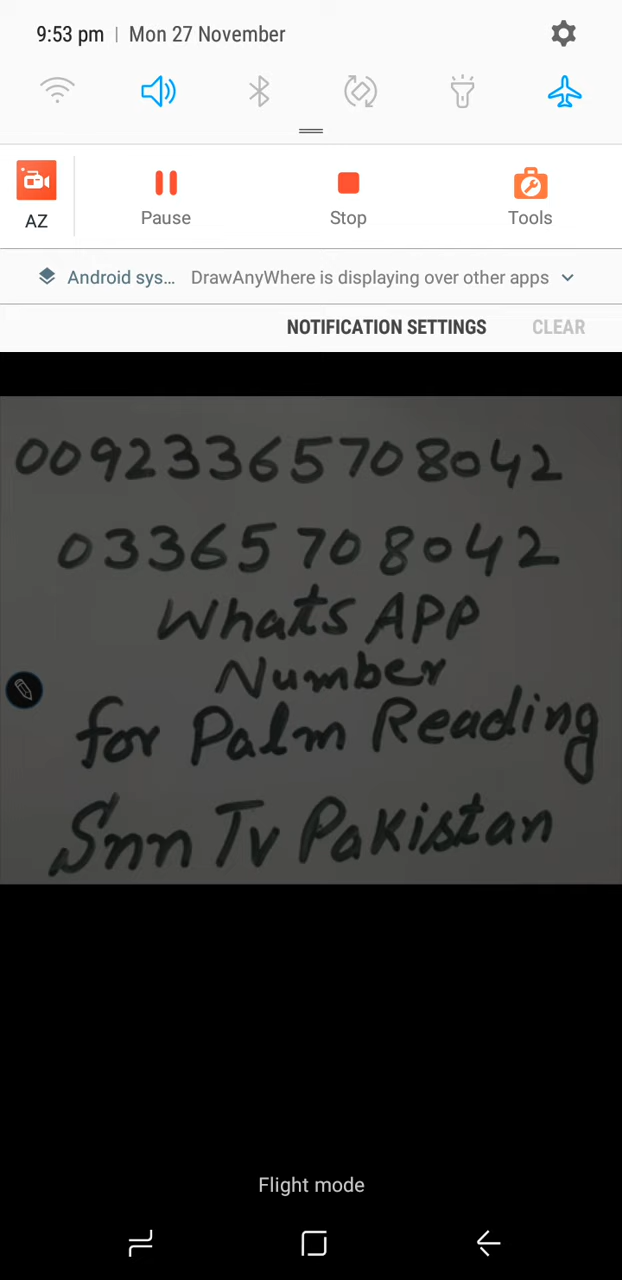 9:53 pm | Mon 27 November
AZ
Pause
Stop
Tools
Android sys... DrawAnyWhere is displaying over other apps
NOTIFICATION SETTINGS CLEAR
00923365708042
03365708042
Whats APP
Number
for Palm Reading
Snn Tv Pakistan
Flight mode